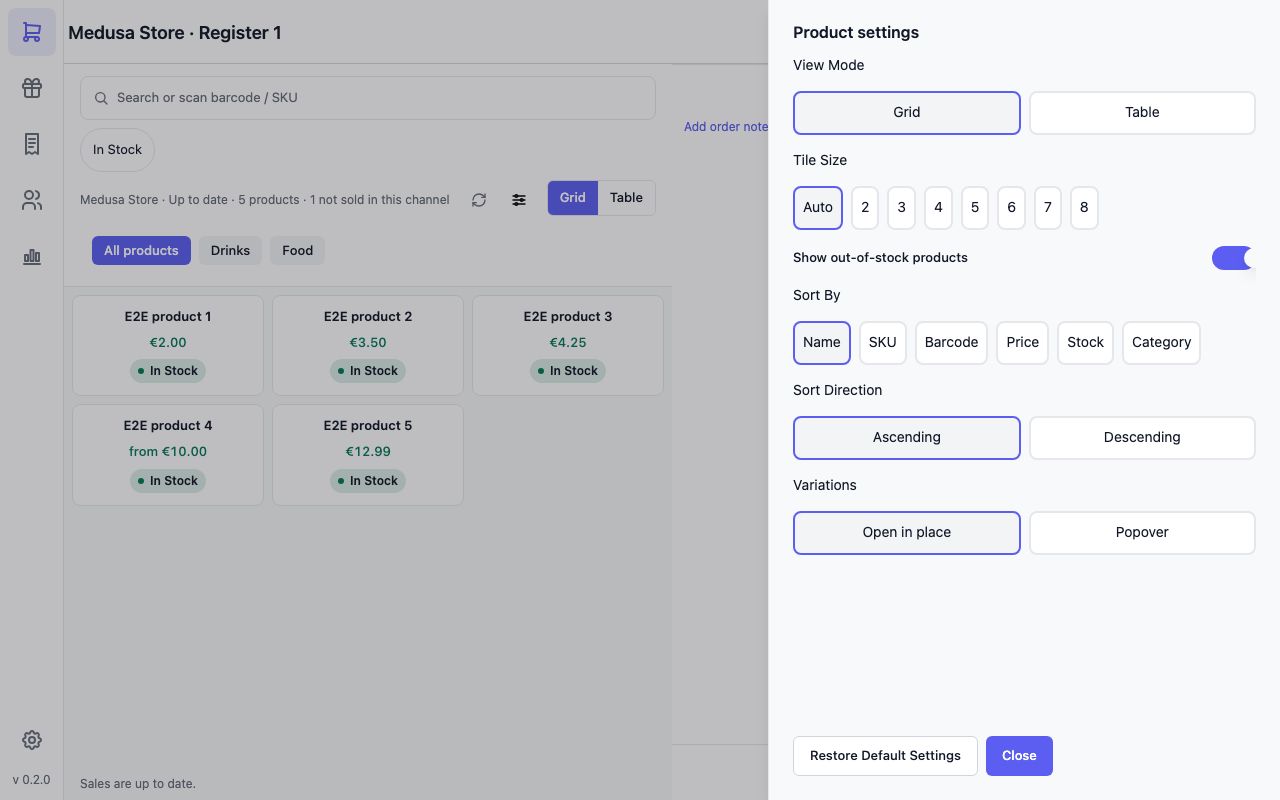 Medusa Store · Register 1
Search or scan barcode / SKU
In Stock
Medusa Store · Up to date · 5 products · 1 not sold in this channel
Grid
Table
All products
Drinks
Food
E2E product 1
€2.00
In Stock
E2E product 2
€3.50
In Stock
E2E product 3
€4.25
In Stock
E2E product 4
from €10.00
In Stock
E2E product 5
€12.99
In Stock
Add order note
v 0.2.0
Sales are up to date.
Product settings
View Mode
Grid
Table
Tile Size
Auto
2
3
4
5
6
7
8
Show out-of-stock products
Sort By
Name
SKU
Barcode
Price
Stock
Category
Sort Direction
Ascending
Descending
Variations
Open in place
Popover
Restore Default Settings
Close